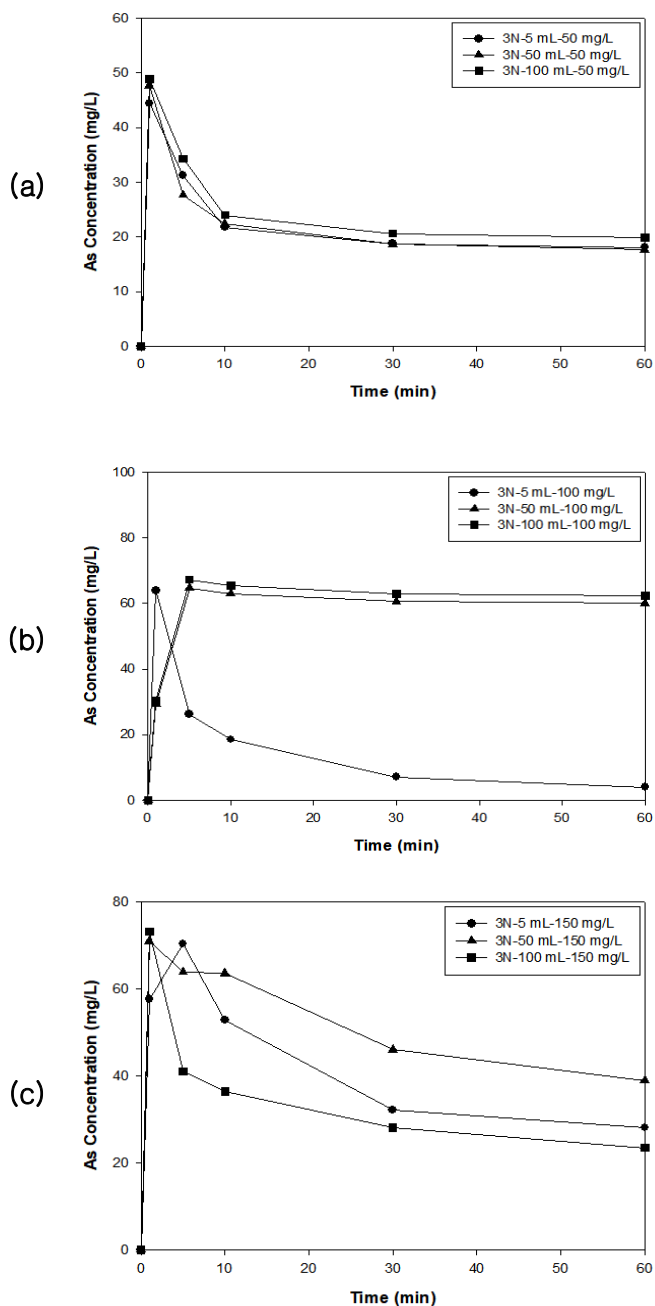 (a)
As Concentration (mg/L)
60
50
40
30
20
10
0
3N-5 mL-50 mg/L
3N-50 mL-50 mg/L
3N-100 mL-50 mg/L
0 10 20 30 40 50 60
Time (min)
(b)
As Concentration (mg/L)
100
80
60
40
20
0
3N-5 mL-100 mg/L
3N-50 mL-100 mg/L
3N-100 mL-100 mg/L
0 10 20 30 40 50 60
Time (min)
(c)
As Concentration (mg/L)
80
60
40
20
0
3N-5 mL-150 mg/L
3N-50 mL-150 mg/L
3N-100 mL-150 mg/L
0 10 20 30 40 50 60
Time (min)